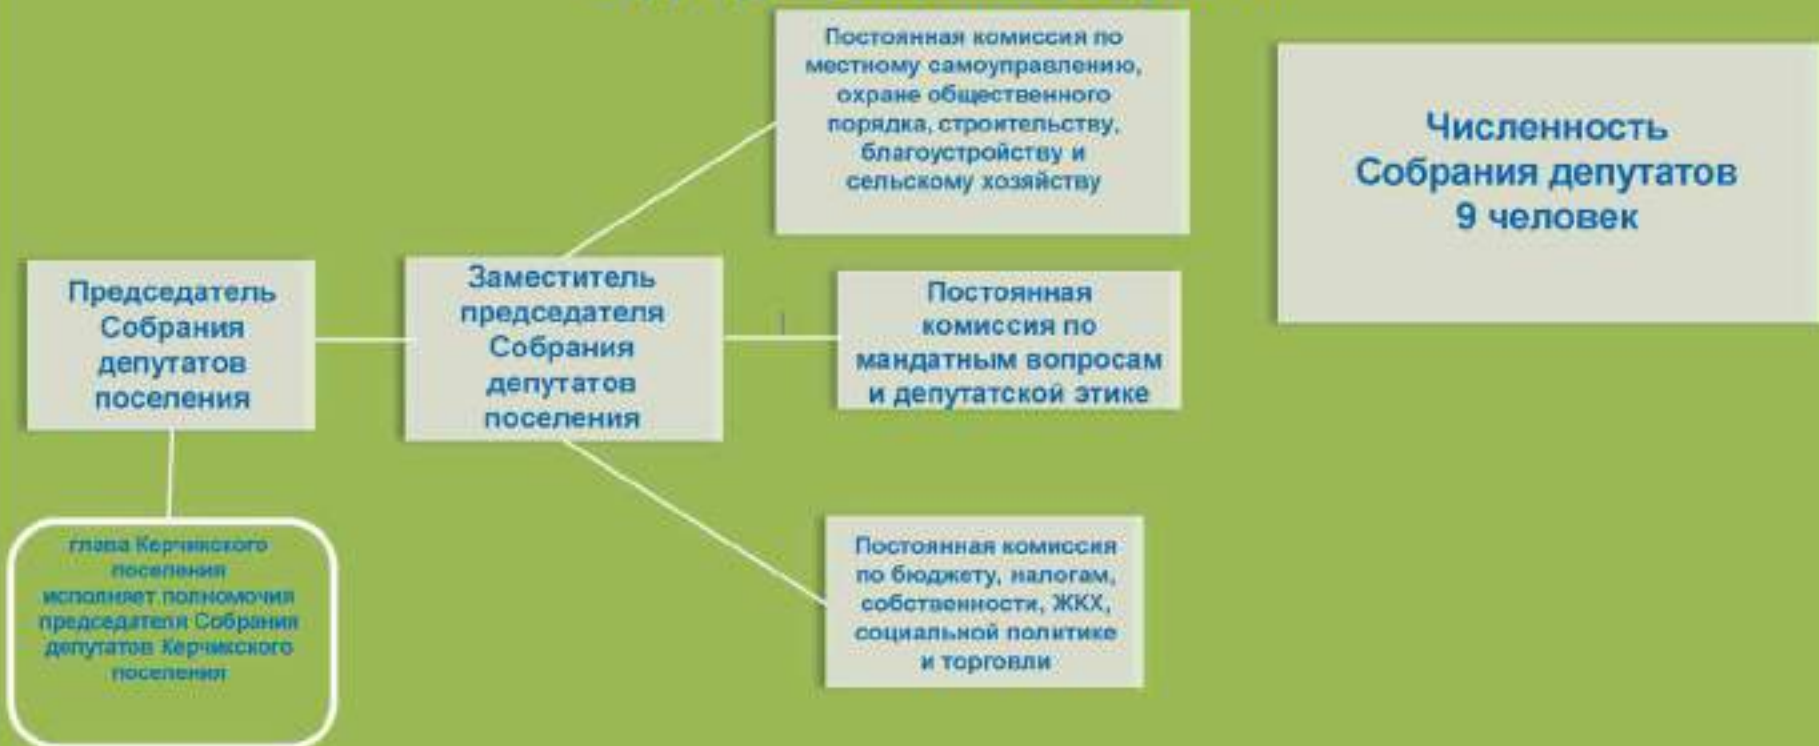 Постоянная комиссия по
местному самоуправлению,
охране общественного
порядка, строительству,
благоустройству и
сельскому хозяйству
Численность
Собрания депутатов
9 человек
Председатель
Собрания
депутатов
поселения
Заместитель
председателя
Собрания
депутатов
поселения
Постоянная
комиссия по
мандатным вопросам
и депутатской этике
глава Керчикского
поселения
исполняет полномочия
председателя Собрания
депутатов Керчикского
поселения
Постоянная комиссия
по бюджету, налогам,
собственности, ЖКХ,
социальной политике
и торговли